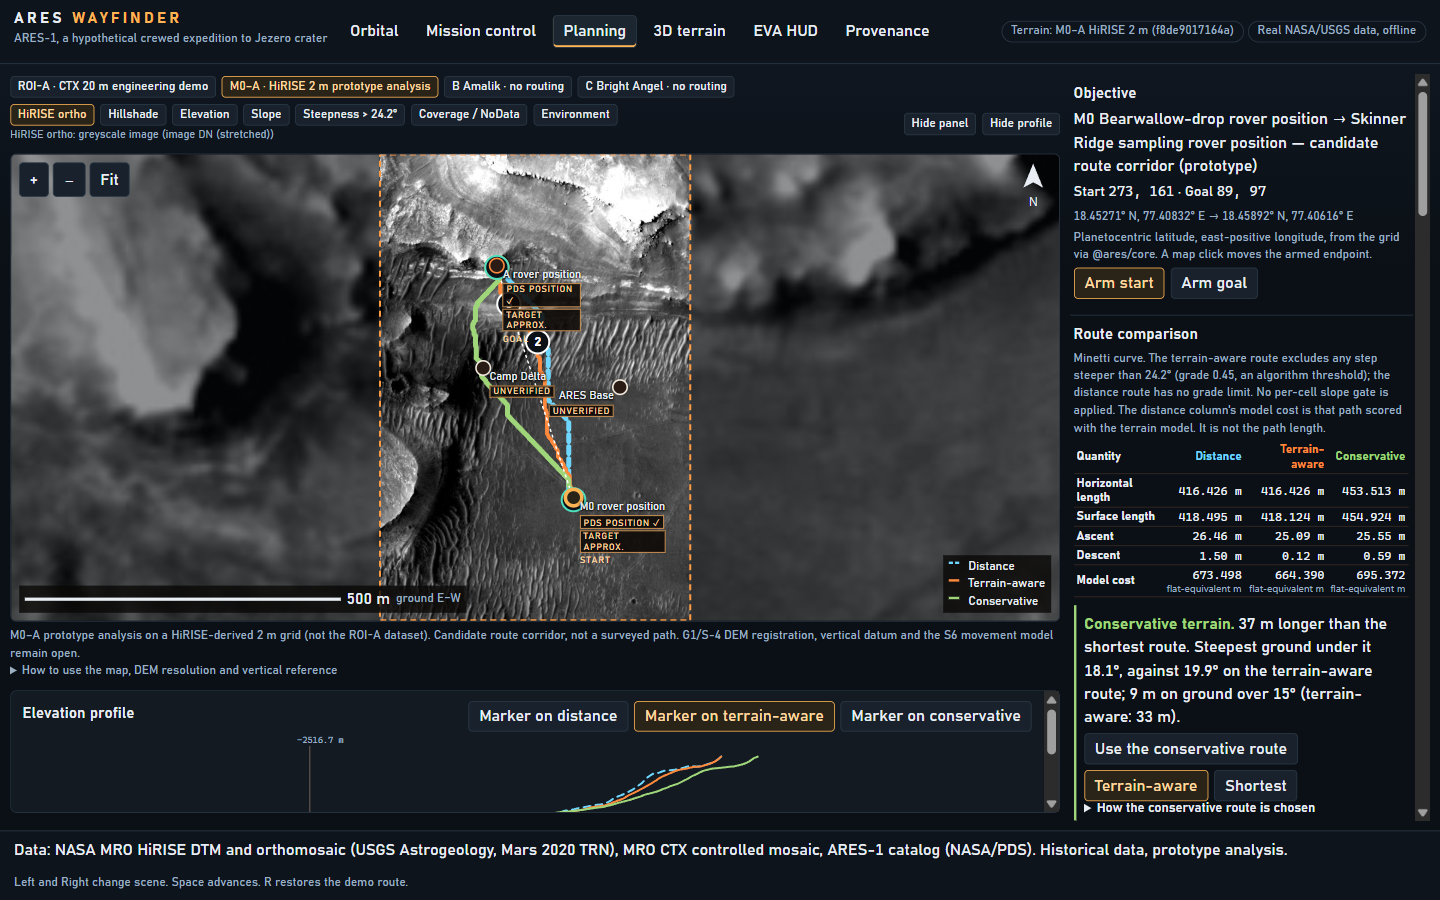 ARES WAYFINDER
ARES-1, a hypothetical crewed expedition to Jezero crater
Orbital
Mission control
Planning
3D terrain
EVA HUD
Provenance
Terrain: M0-A HiRISE 2 m (f8de9017164a)
Real NASA/USGS data, offline
ROI-A · CTX 20 m engineering demo
M0-A · HiRISE 2 m prototype analysis
B Amalik · no routing
C Bright Angel · no routing
HiRISE ortho
Hillshade
Elevation
Slope
Steepness > 24.2°
Coverage / NoData
Environment
HiRISE ortho: greyscale image (image DN (stretched))
Hide panel
Hide profile
+
–
Fit
N
A rover position
PDS POSITION
✓
TARGET
APPROX.
GOAL
2
Camp Delta
UNVERIFIED
ARES Base
UNVERIFIED
M0 rover position
PDS POSITION ✓
TARGET
APPROX.
START
500 m ground E-W
Distance
Terrain-aware
Conservative
M0-A prototype analysis on a HiRISE-derived 2 m grid (not the ROI-A dataset). Candidate route corridor, not a surveyed path. G1/S-4 DEM registration, vertical datum and the S6 movement model
remain open.
▶ How to use the map, DEM resolution and vertical reference
Elevation profile
Marker on distance
Marker on terrain-aware
Marker on conservative
-2516.7 m
Objective
M0 Bearwallow-drop rover position → Skinner
Ridge sampling rover position — candidate
route corridor (prototype)
Start 273, 161 · Goal 89, 97
18.45271° N, 77.40832° E → 18.45892° N, 77.40616° E
Planetocentric latitude, east-positive longitude, from the grid
via @ares/core. A map click moves the armed endpoint.
Arm start
Arm goal
Route comparison
Minetti curve. The terrain-aware route excludes any step
steeper than 24.2° (grade 0.45, an algorithm threshold); the
distance route has no grade limit. No per-cell slope gate is
applied. The distance column's model cost is that path scored
with the terrain model. It is not the path length.
Quantity Distance Terrain-aware Conservative
Horizontal length 416.426 m 416.426 m 453.513 m
Surface length 418.495 m 418.124 m 454.924 m
Ascent 26.46 m 25.09 m 25.55 m
Descent 1.50 m 0.12 m 0.59 m
Model cost 673.498 664.390 695.372
flat-equivalent m flat-equivalent m flat-equivalent m
Conservative terrain. 37 m longer than the
shortest route. Steepest ground under it
18.1°, against 19.9° on the terrain-aware
route; 9 m on ground over 15° (terrain-
aware: 33 m).
Use the conservative route
Terrain-aware
Shortest
▶ How the conservative route is chosen
Data: NASA MRO HiRISE DTM and orthomosaic (USGS Astrogeology, Mars 2020 TRN), MRO CTX controlled mosaic, ARES-1 catalog (NASA/PDS). Historical data, prototype analysis.
Left and Right change scene. Space advances. R restores the demo route.